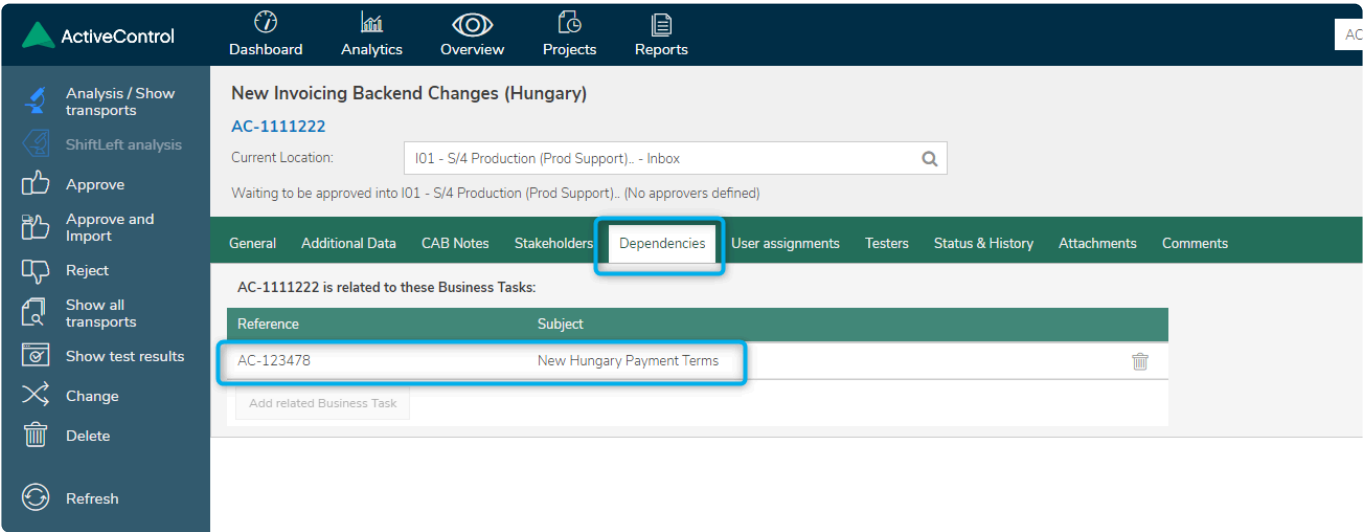 ActiveControl
Dashboard Analytics Overview Projects Reports
AC
Analysis / Show
transports
ShiftLeft analysis
Approve
Approve and
Import
Reject
Show all
transports
Show test results
Change
Delete
Refresh
New Invoicing Backend Changes (Hungary)
AC-1111222
Current Location: I01 - S/4 Production (Prod Support).. - Inbox
Waiting to be approved into I01 - S/4 Production (Prod Support).. (No approvers defined)
General Additional Data CAB Notes Stakeholders Dependencies User assignments Testers Status & History Attachments Comments
AC-1111222 is related to these Business Tasks:
Reference Subject
AC-123478 New Hungary Payment Terms
Add related Business Task